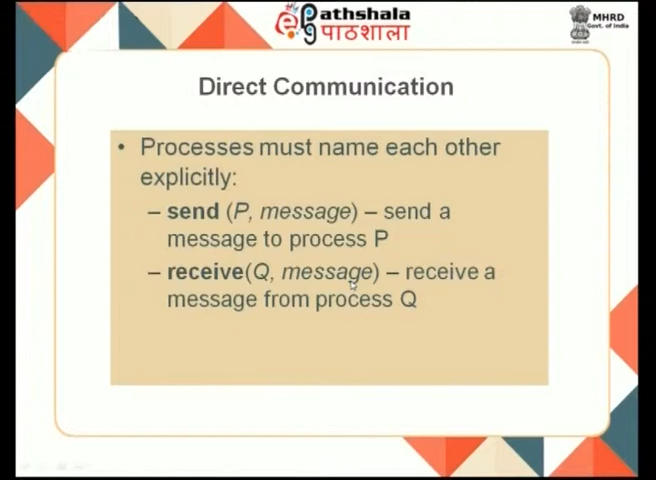 Pathshala
पाठशाला
MHRD
Govt. of India
Direct Communication
• Processes must name each other
explicitly:
– send (P, message) – send a
message to process P
– receive(Q, message) – receive a
message from process Q